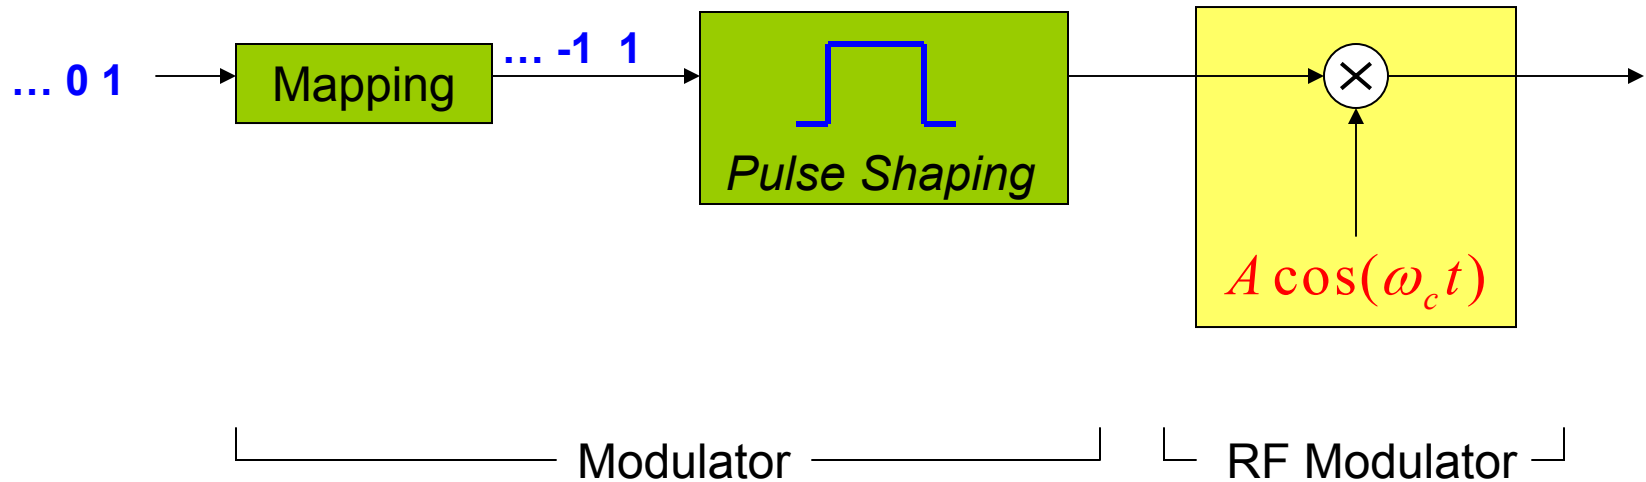 … 0 1
Mapping
… -1 1
Pulse Shaping
A cos(ω_c t)
Modulator
RF Modulator